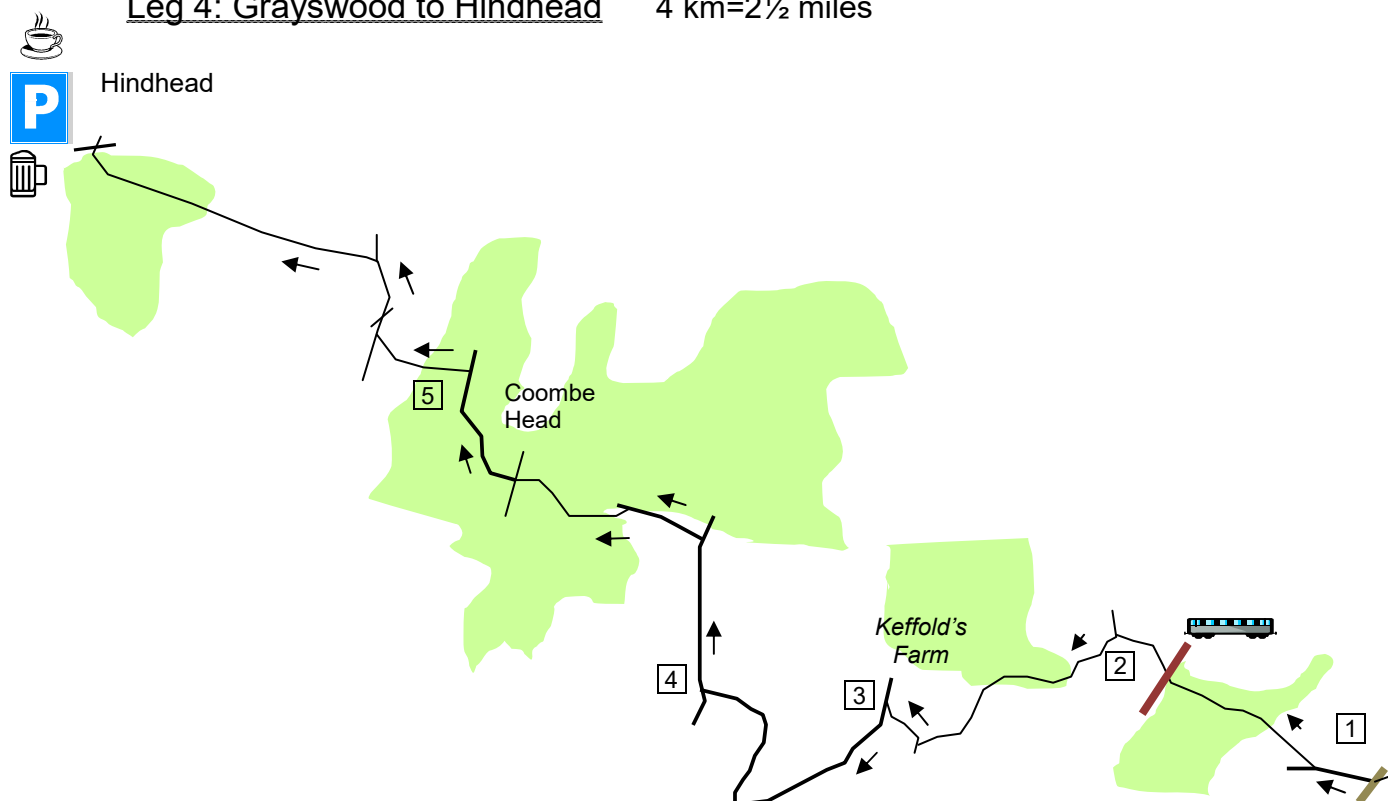 Leg 4: Grayswood to Hindhead 4 km=2½ miles
P
Hindhead
5
Coombe
Head
Keffold's
Farm
2
4
3
1